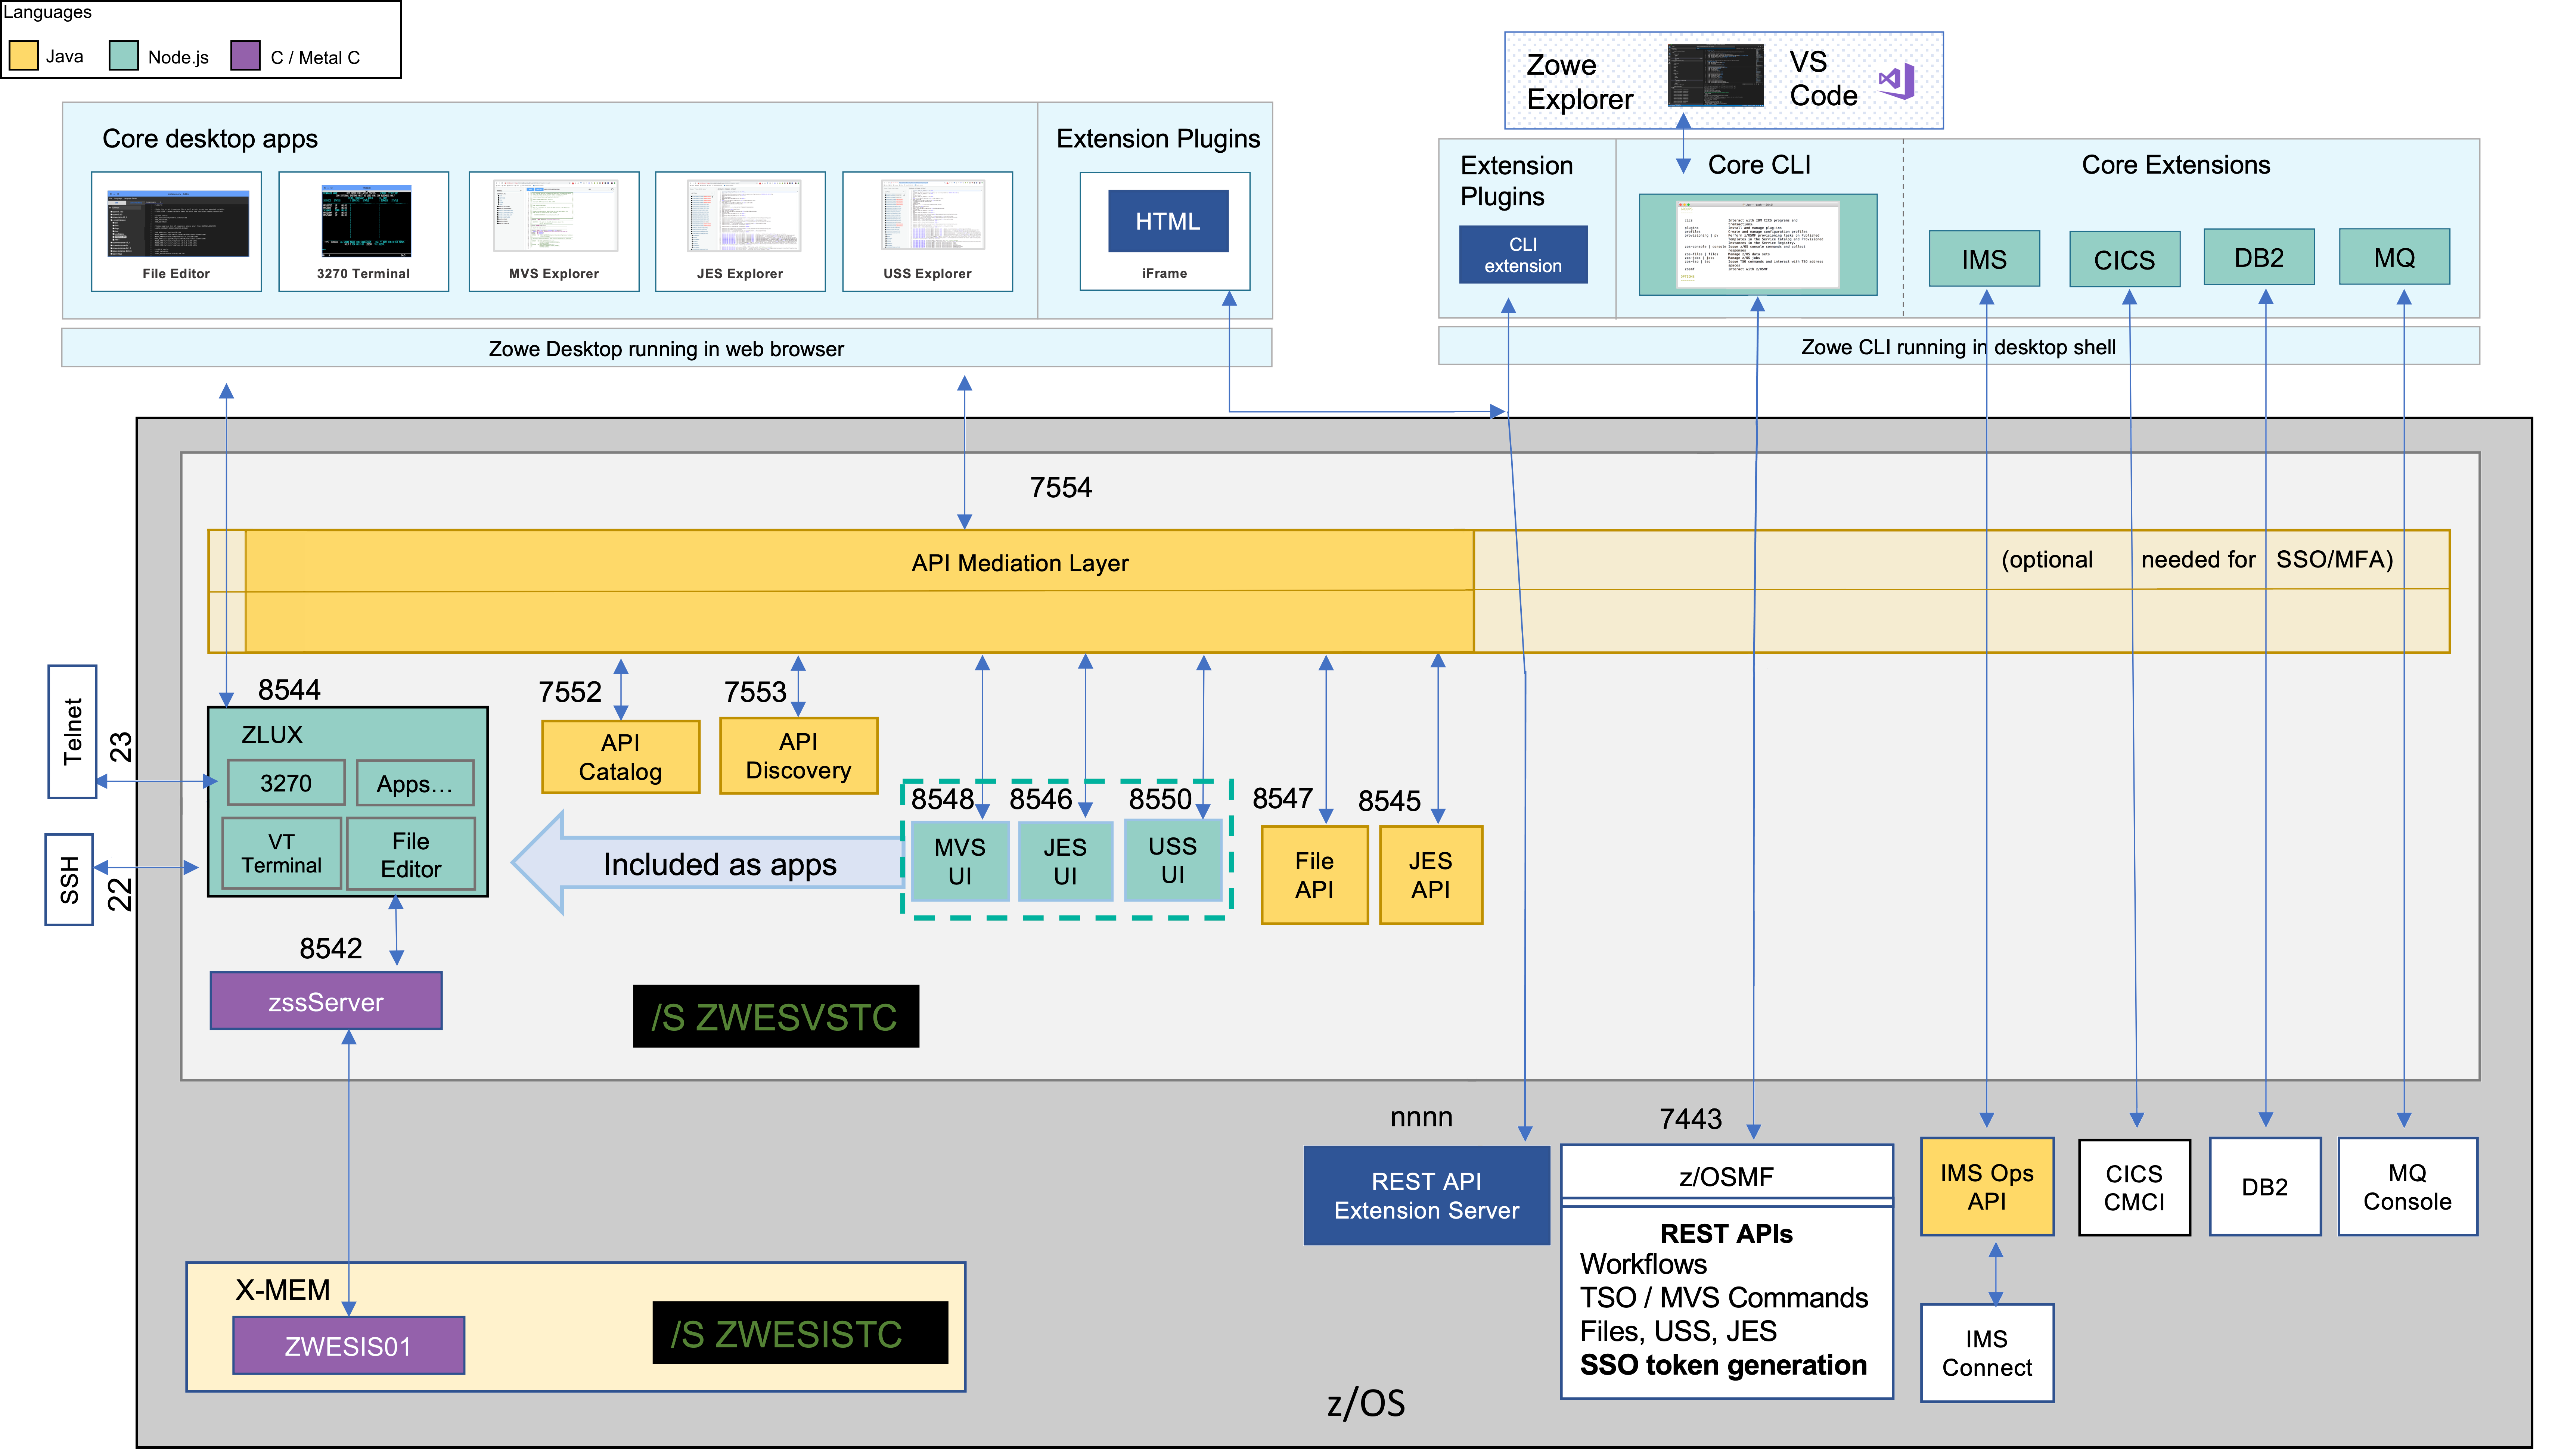 Languages
Java
Node.js
C / Metal C
Zowe
Explorer
VS
Code
Core desktop apps
Extension Plugins
File Editor
3270 Terminal
MVS Explorer
JES Explorer
USS Explorer
HTML
iFrame
Zowe Desktop running in web browser
Extension
Plugins
CLI
extension
Core CLI
Core Extensions
IMS
CICS
DB2
MQ
Zowe CLI running in desktop shell
7554
API Mediation Layer
(optional needed for SSO/MFA)
Telnet
23
SSH
22
8544
ZLUX
3270
Apps...
VT
Terminal
File
Editor
7552
API
Catalog
7553
API
Discovery
Included as apps
8548
MVS
UI
8546
JES
UI
8550
USS
UI
8547
File
API
8545
JES
API
8542
zssServer
/S ZWESVSTC
X-MEM
ZWESIS01
/S ZWESISTC
nnnn
REST API
Extension Server
7443
z/OSMF
REST APIs
Workflows
TSO / MVS Commands
Files, USS, JES
SSO token generation
IMS Ops
API
IMS
Connect
CICS
CMCI
DB2
MQ
Console
z/OS